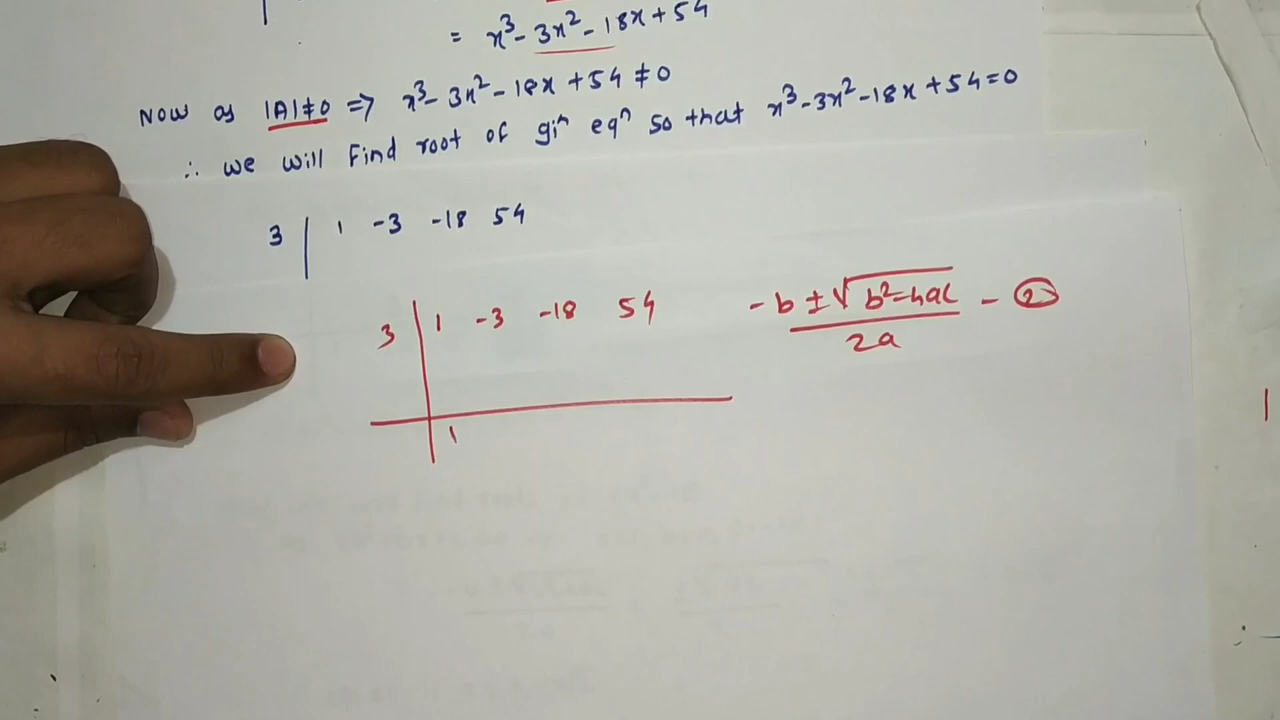 = x³ - 3x² - 18x + 54
Now as |A| ≠ 0 ⇒ x³ - 3x² - 18x + 54 ≠ 0
∴ we will Find root of giⁿ eqⁿ so that x³ - 3x² - 18x + 54 = 0
3 | 1 -3 -18 54
3 | 1 -3 -18 54
-b ± √b² - 4ac / 2a - ②
1